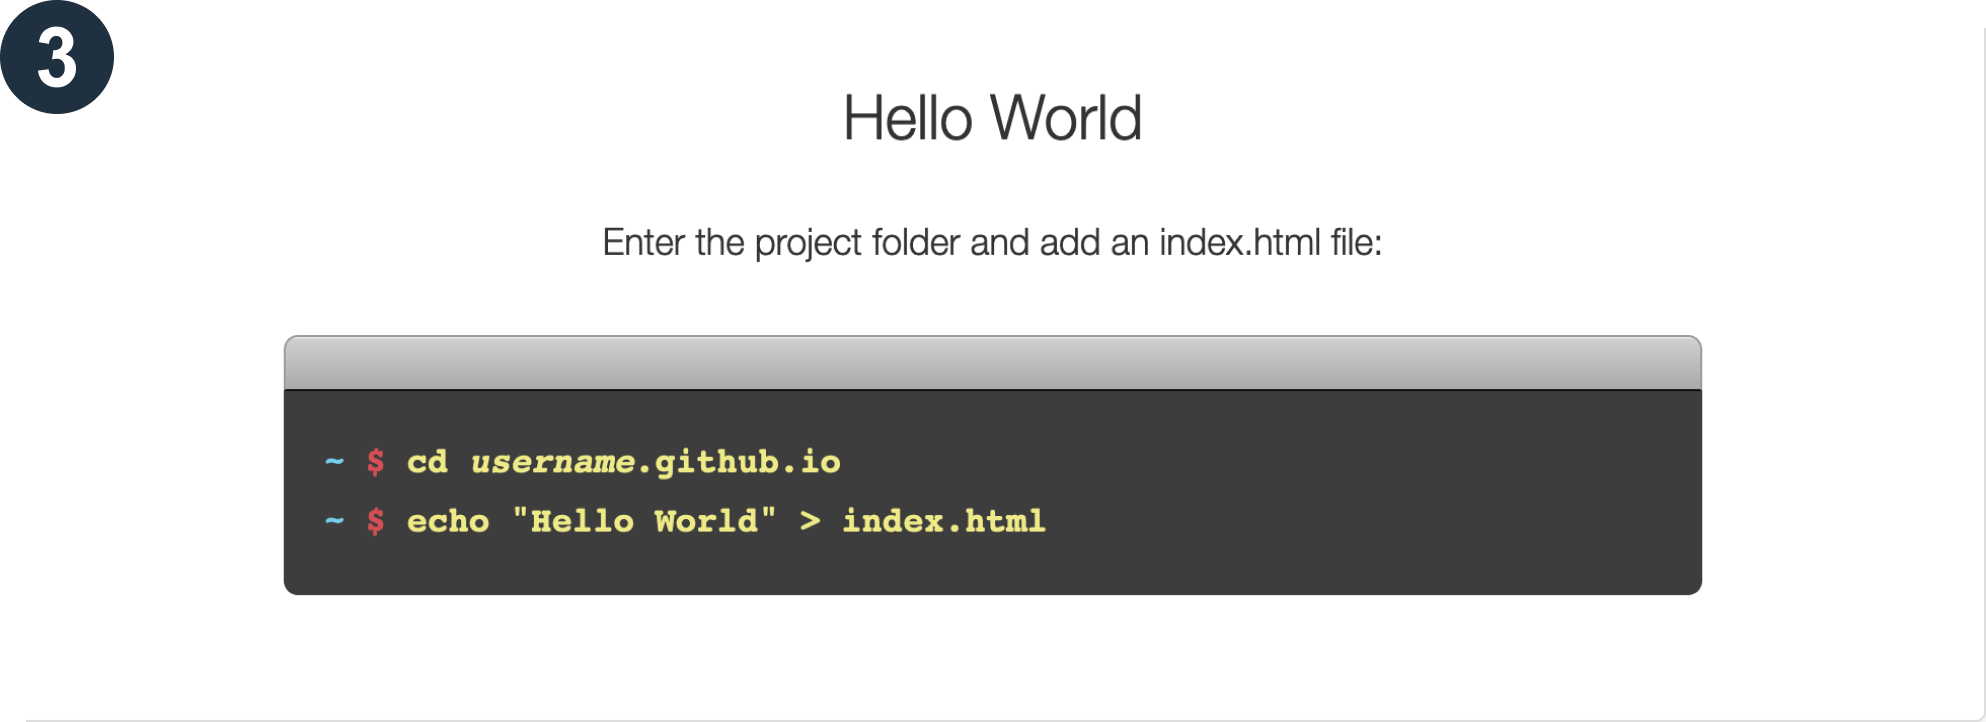 3
Hello World
Enter the project folder and add an index.html file:
~ $ cd username.github.io
~ $ echo "Hello World" > index.html